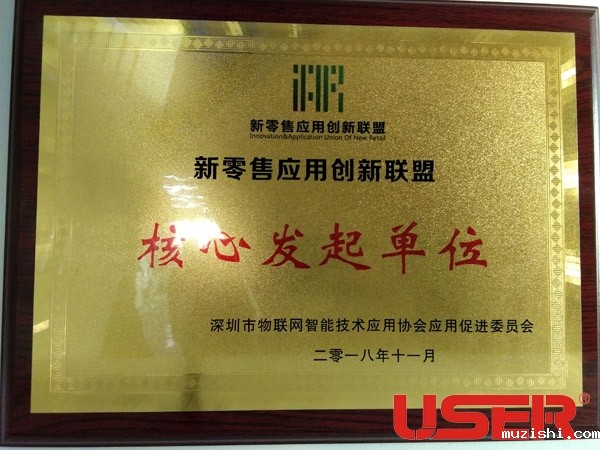 新零售应用创新联盟
Innovation&Application Union Of New Retail
新零售应用创新联盟
核心发起单位
深圳市物联网智能技术应用协会应用促进委员会
二零一八年十一月
USER®
muzishi.com